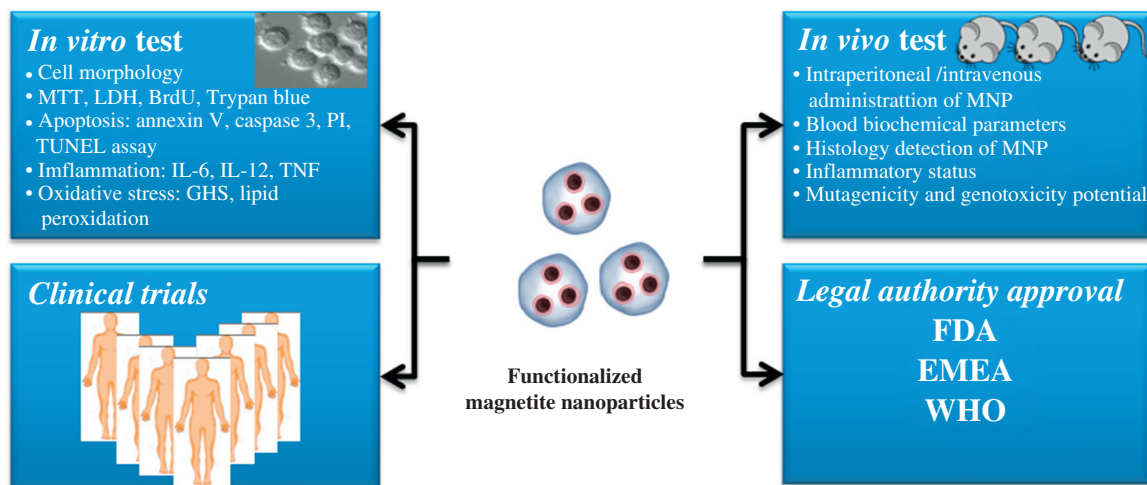 In vitro test
• Cell morphology
• MTT, LDH, BrdU, Trypan blue
• Apoptosis: annexin V, caspase 3, PI,
TUNEL assay
• Imflammation: IL-6, IL-12, TNF
• Oxidative stress: GHS, lipid
peroxidation
In vivo test
• Intraperitoneal /intravenous
administrattion of MNP
• Blood biochemical parameters
• Histology detection of MNP
• Inflammatory status
• Mutagenicity and genotoxicity potential
Functionalized
magnetite nanoparticles
Clinical trials
Legal authority approval
FDA
EMEA
WHO